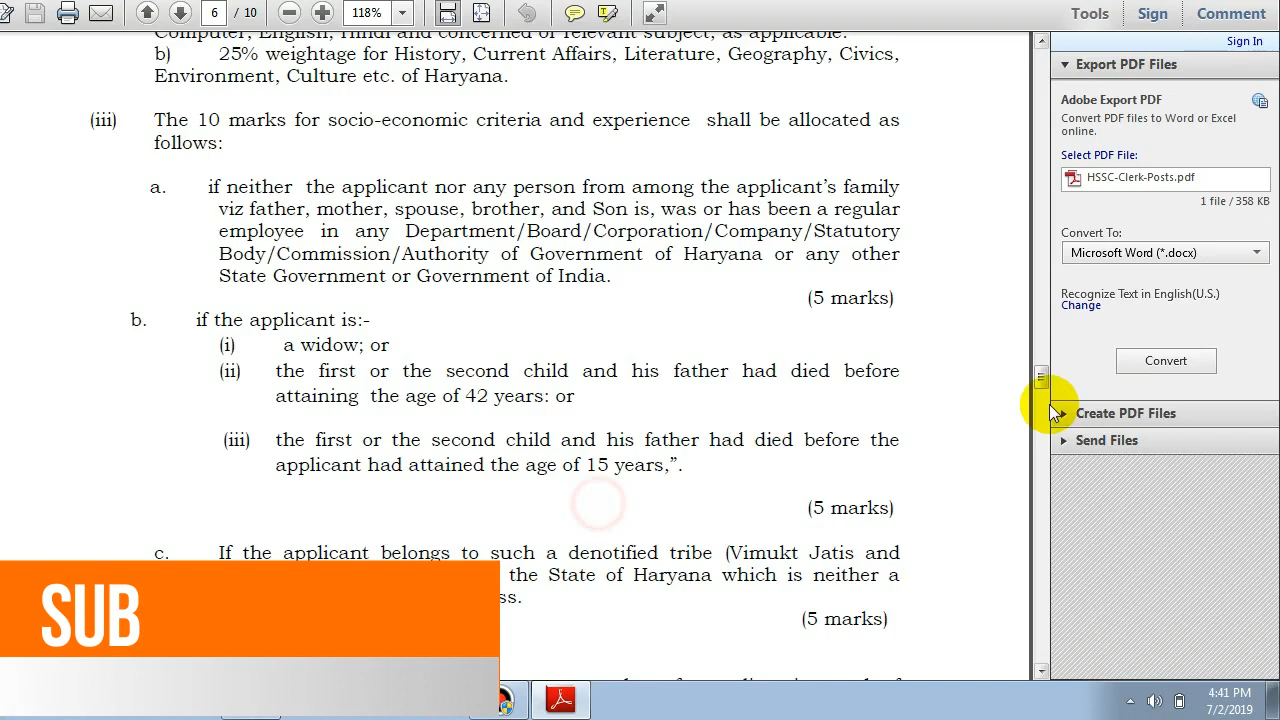 6 / 10 118% Tools Sign Comment
Computer, English, Hindi and concerned or relevant subject, as applicable.
b) 25% weightage for History, Current Affairs, Literature, Geography, Civics,
Environment, Culture etc. of Haryana.
(iii) The 10 marks for socio-economic criteria and experience shall be allocated as
follows:
a. if neither the applicant nor any person from among the applicant's family
viz father, mother, spouse, brother, and Son is, was or has been a regular
employee in any Department/Board/Corporation/Company/Statutory
Body/Commission/Authority of Government of Haryana or any other
State Government or Government of India.
(5 marks)
b. if the applicant is:-
(i) a widow; or
(ii) the first or the second child and his father had died before
attaining the age of 42 years: or
(iii) the first or the second child and his father had died before the
applicant had attained the age of 15 years,”.
(5 marks)
c. If the applicant belongs to such a denotified tribe (Vimukt Jatis and
the State of Haryana which is neither a
ss.
(5 marks)
SUB
Sign In
Export PDF Files
Adobe Export PDF
Convert PDF files to Word or Excel
online.
Select PDF File:
HSSC-Clerk-Posts.pdf
1 file / 358 KB
Convert To:
Microsoft Word (*.docx)
Recognize Text in English(U.S.)
Change
Convert
Create PDF Files
Send Files
4:41 PM
7/2/2019